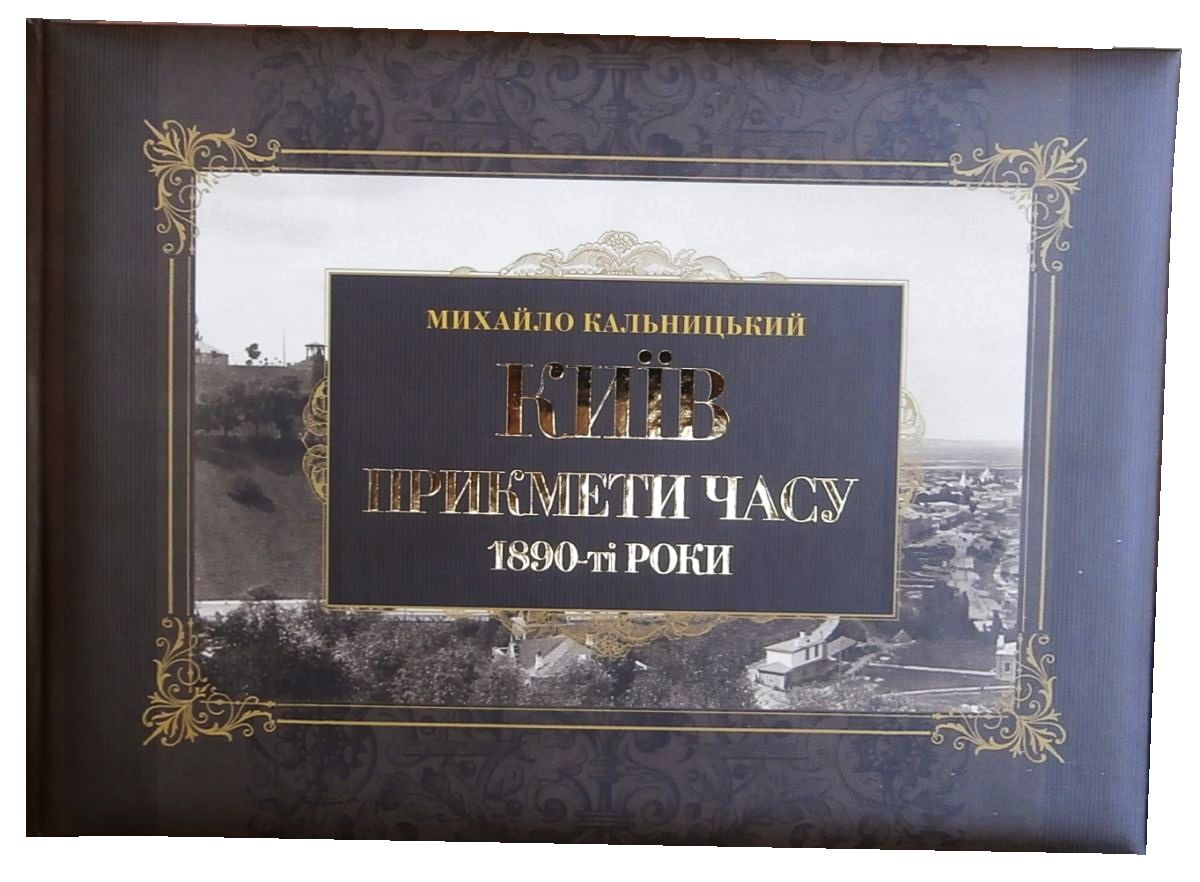 МИХАЙЛО КАЛЬНИЦЬКИЙ
КИЇВ
ПРИКМЕТИ ЧАСУ
1890-ті РОКИ